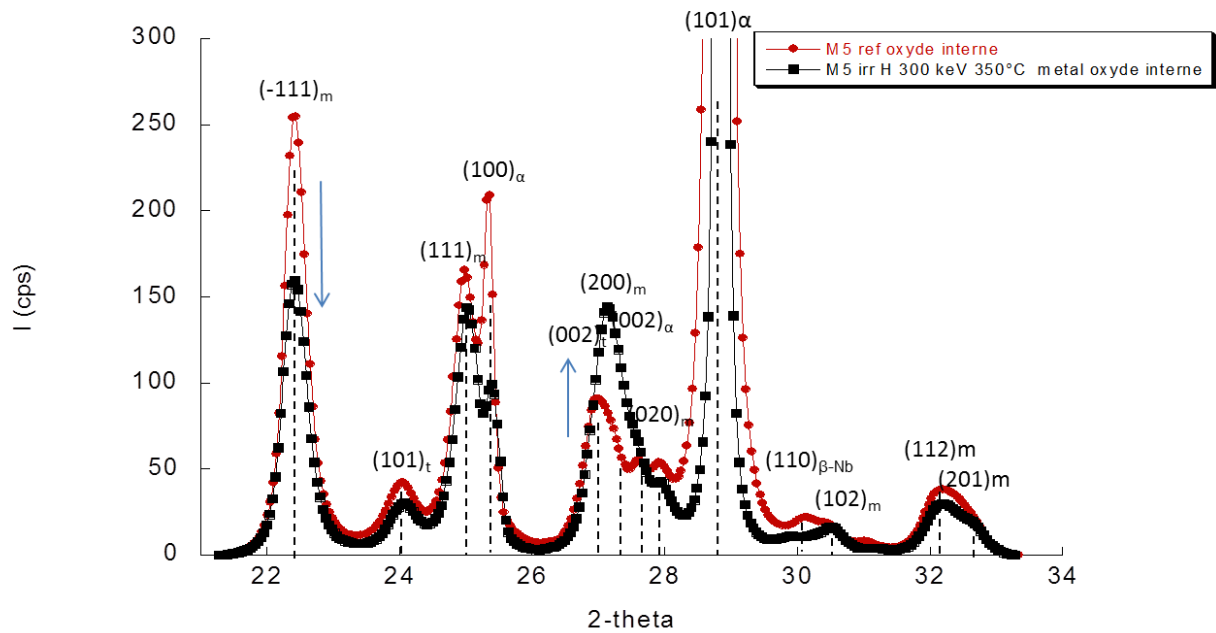 (101)α
300
M5 ref oxyde interne
M5 irr H 300 keV 350°C metal oxyde interne
(-111)m
250
(100)α
200
(111)m
(200)m
I (cps)
150
(002)t
(002)α
100
(020)m
(101)t
(110)β-Nb
(112)m
50
(102)m
(201)m
0
22
24
26
28
30
32
34
2-theta